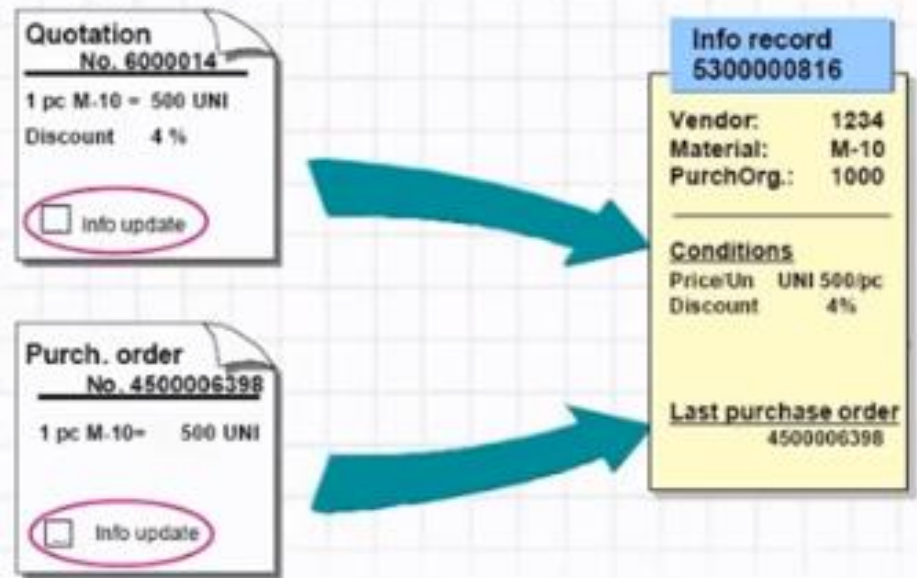 Quotation
No. 6000014
1 pc M-10 = 500 UNI
Discount 4 %
Info update
Purch. order
No. 4500006398
1 pc M-10= 500 UNI
Info update
Info record
5300000816
Vendor: 1234
Material: M-10
PurchOrg.: 1000
Conditions
Price/Un UNI 500/pc
Discount 4%
Last purchase order
4500006398